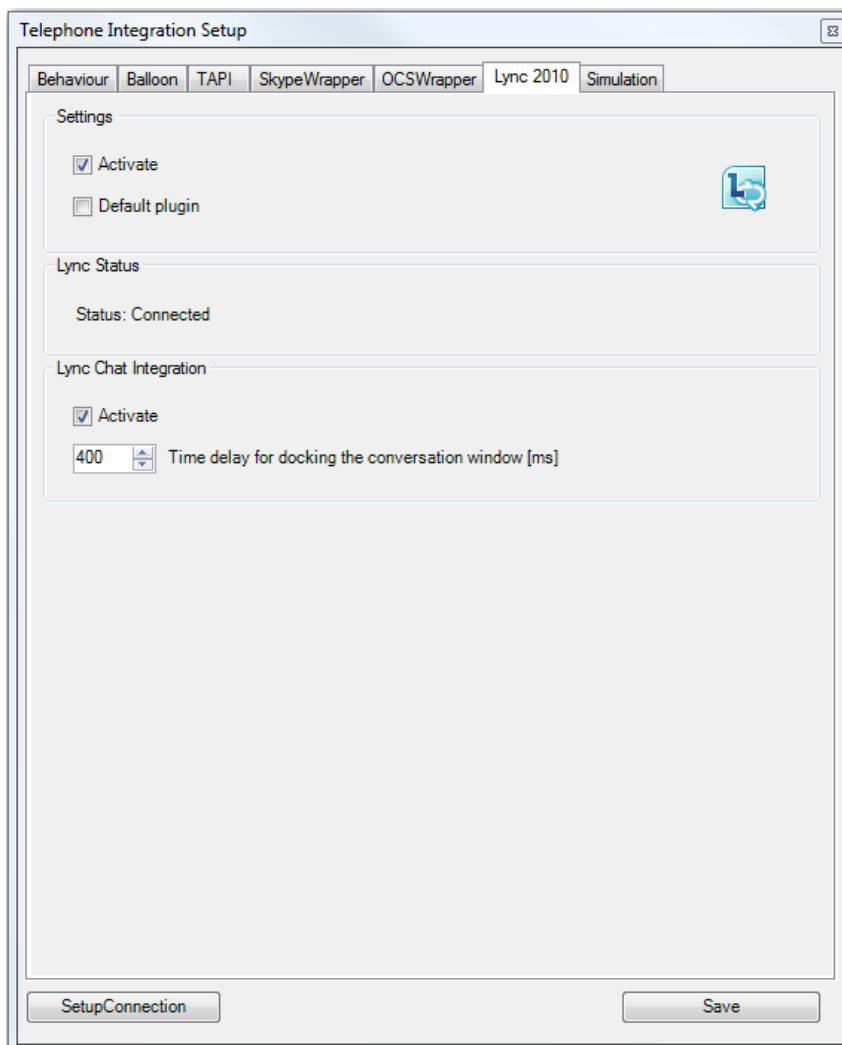 Telephone Integration Setup
Behaviour Balloon TAPI SkypeWrapper OCSWrapper Lync 2010 Simulation
Settings
Activate
Default plugin
Lync Status
Status: Connected
Lync Chat Integration
Activate
400 Time delay for docking the conversation window [ms]
SetupConnection Save